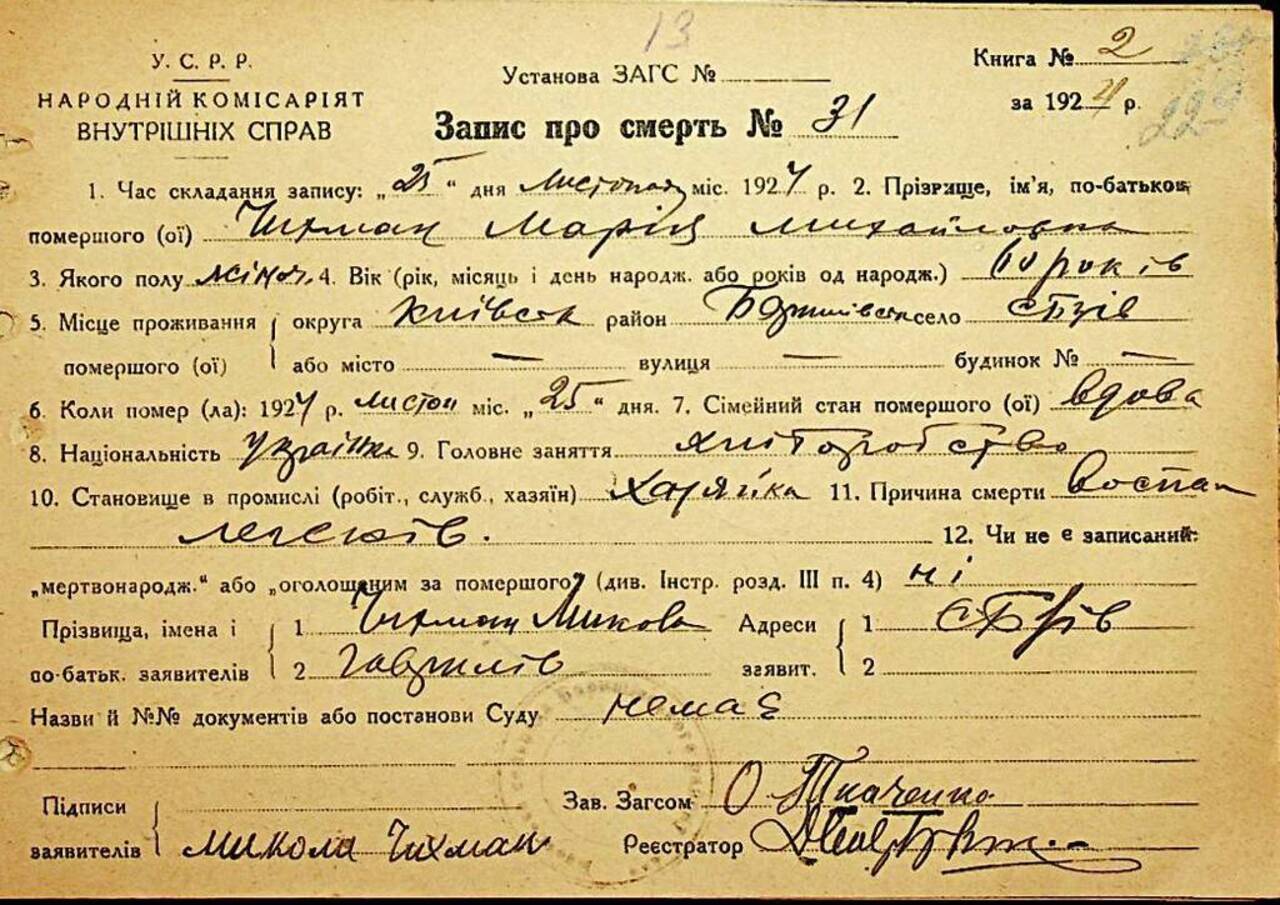 13
У. С. Р. Р.
НАРОДНІЙ КОМІСАРІЯТ
ВНУТРІШНІХ СПРАВ
Установа ЗАГС №
Книга № 2
за 1924 р.
Запис про смерть № 31
1. Час складання запису: „25“ дня Листопаду міс. 1924 р. 2. Прізвище, ім'я, по-батькові
помершого (ої) Чихман Марія Михайловна
3. Якого полу жіноч. 4. Вік (рік, місяць і день народж. або років од народж.) 60 років
5. Місце проживання помершого (ої) округа Київськ район село
або місто — вулиця — будинок № —
6. Коли помер (ла): 1924 р. листоп міс. „25“ дня. 7. Сімейний стан помершого (ої) вдова
8. Національність Українка 9. Головне заняття хліборобство
10. Становище в промислі (робіт., служб., хазяїн) Хазяйка 11. Причина смерти Воспал
легенів. 12. Чи не є записаний:
„мертвонародж.“ або „оголошеним за помершого“ (див. Інстр. розд. III п. 4) ні
Прізвища, імена і по-батьк. заявителів 1 Чихман Микола Адреси заявит. 1
2 Гаврилів 2
Назви й №№ документів або постанови Суду немає
Підписи заявителів Микола Чихман
Зав. Загсом О Ткаченко
Реєстратор